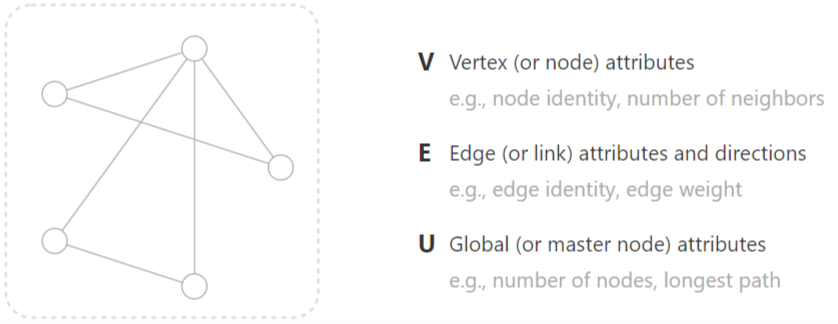 V Vertex (or node) attributes
e.g., node identity, number of neighbors
E Edge (or link) attributes and directions
e.g., edge identity, edge weight
U Global (or master node) attributes
e.g., number of nodes, longest path